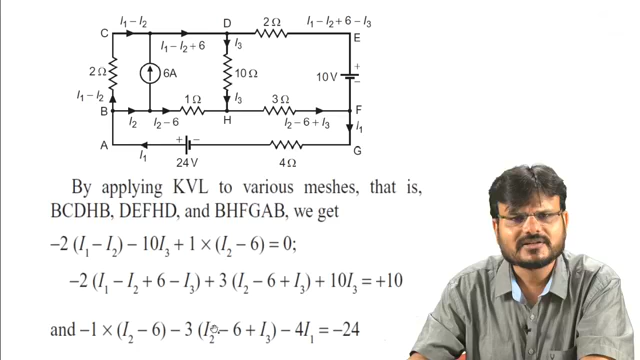 I₁–I₂
D
2 Ω
I₁–I₂+6–I₃
C
I₁–I₂+6
I₃
E
2 Ω
6A
10 Ω
10 V
+
–
I₁–I₂
1 Ω
I₃
3 Ω
B
I₂
I₂–6
H
I₂–6+I₃
F
A
I₁
+
–
24 V
4 Ω
G
I₁
By applying KVL to various meshes, that is,
BCDHB, DEFHD, and BHFGAB, we get
–2 (I₁ – I₂) – 10I₃ + 1 × (I₂ – 6) = 0;
–2 (I₁ – I₂ + 6 – I₃) + 3 (I₂ – 6 + I₃) + 10I₃ = +10
and –1 × (I₂ – 6) – 3 (I₂ – 6 + I₃) – 4I₁ = –24